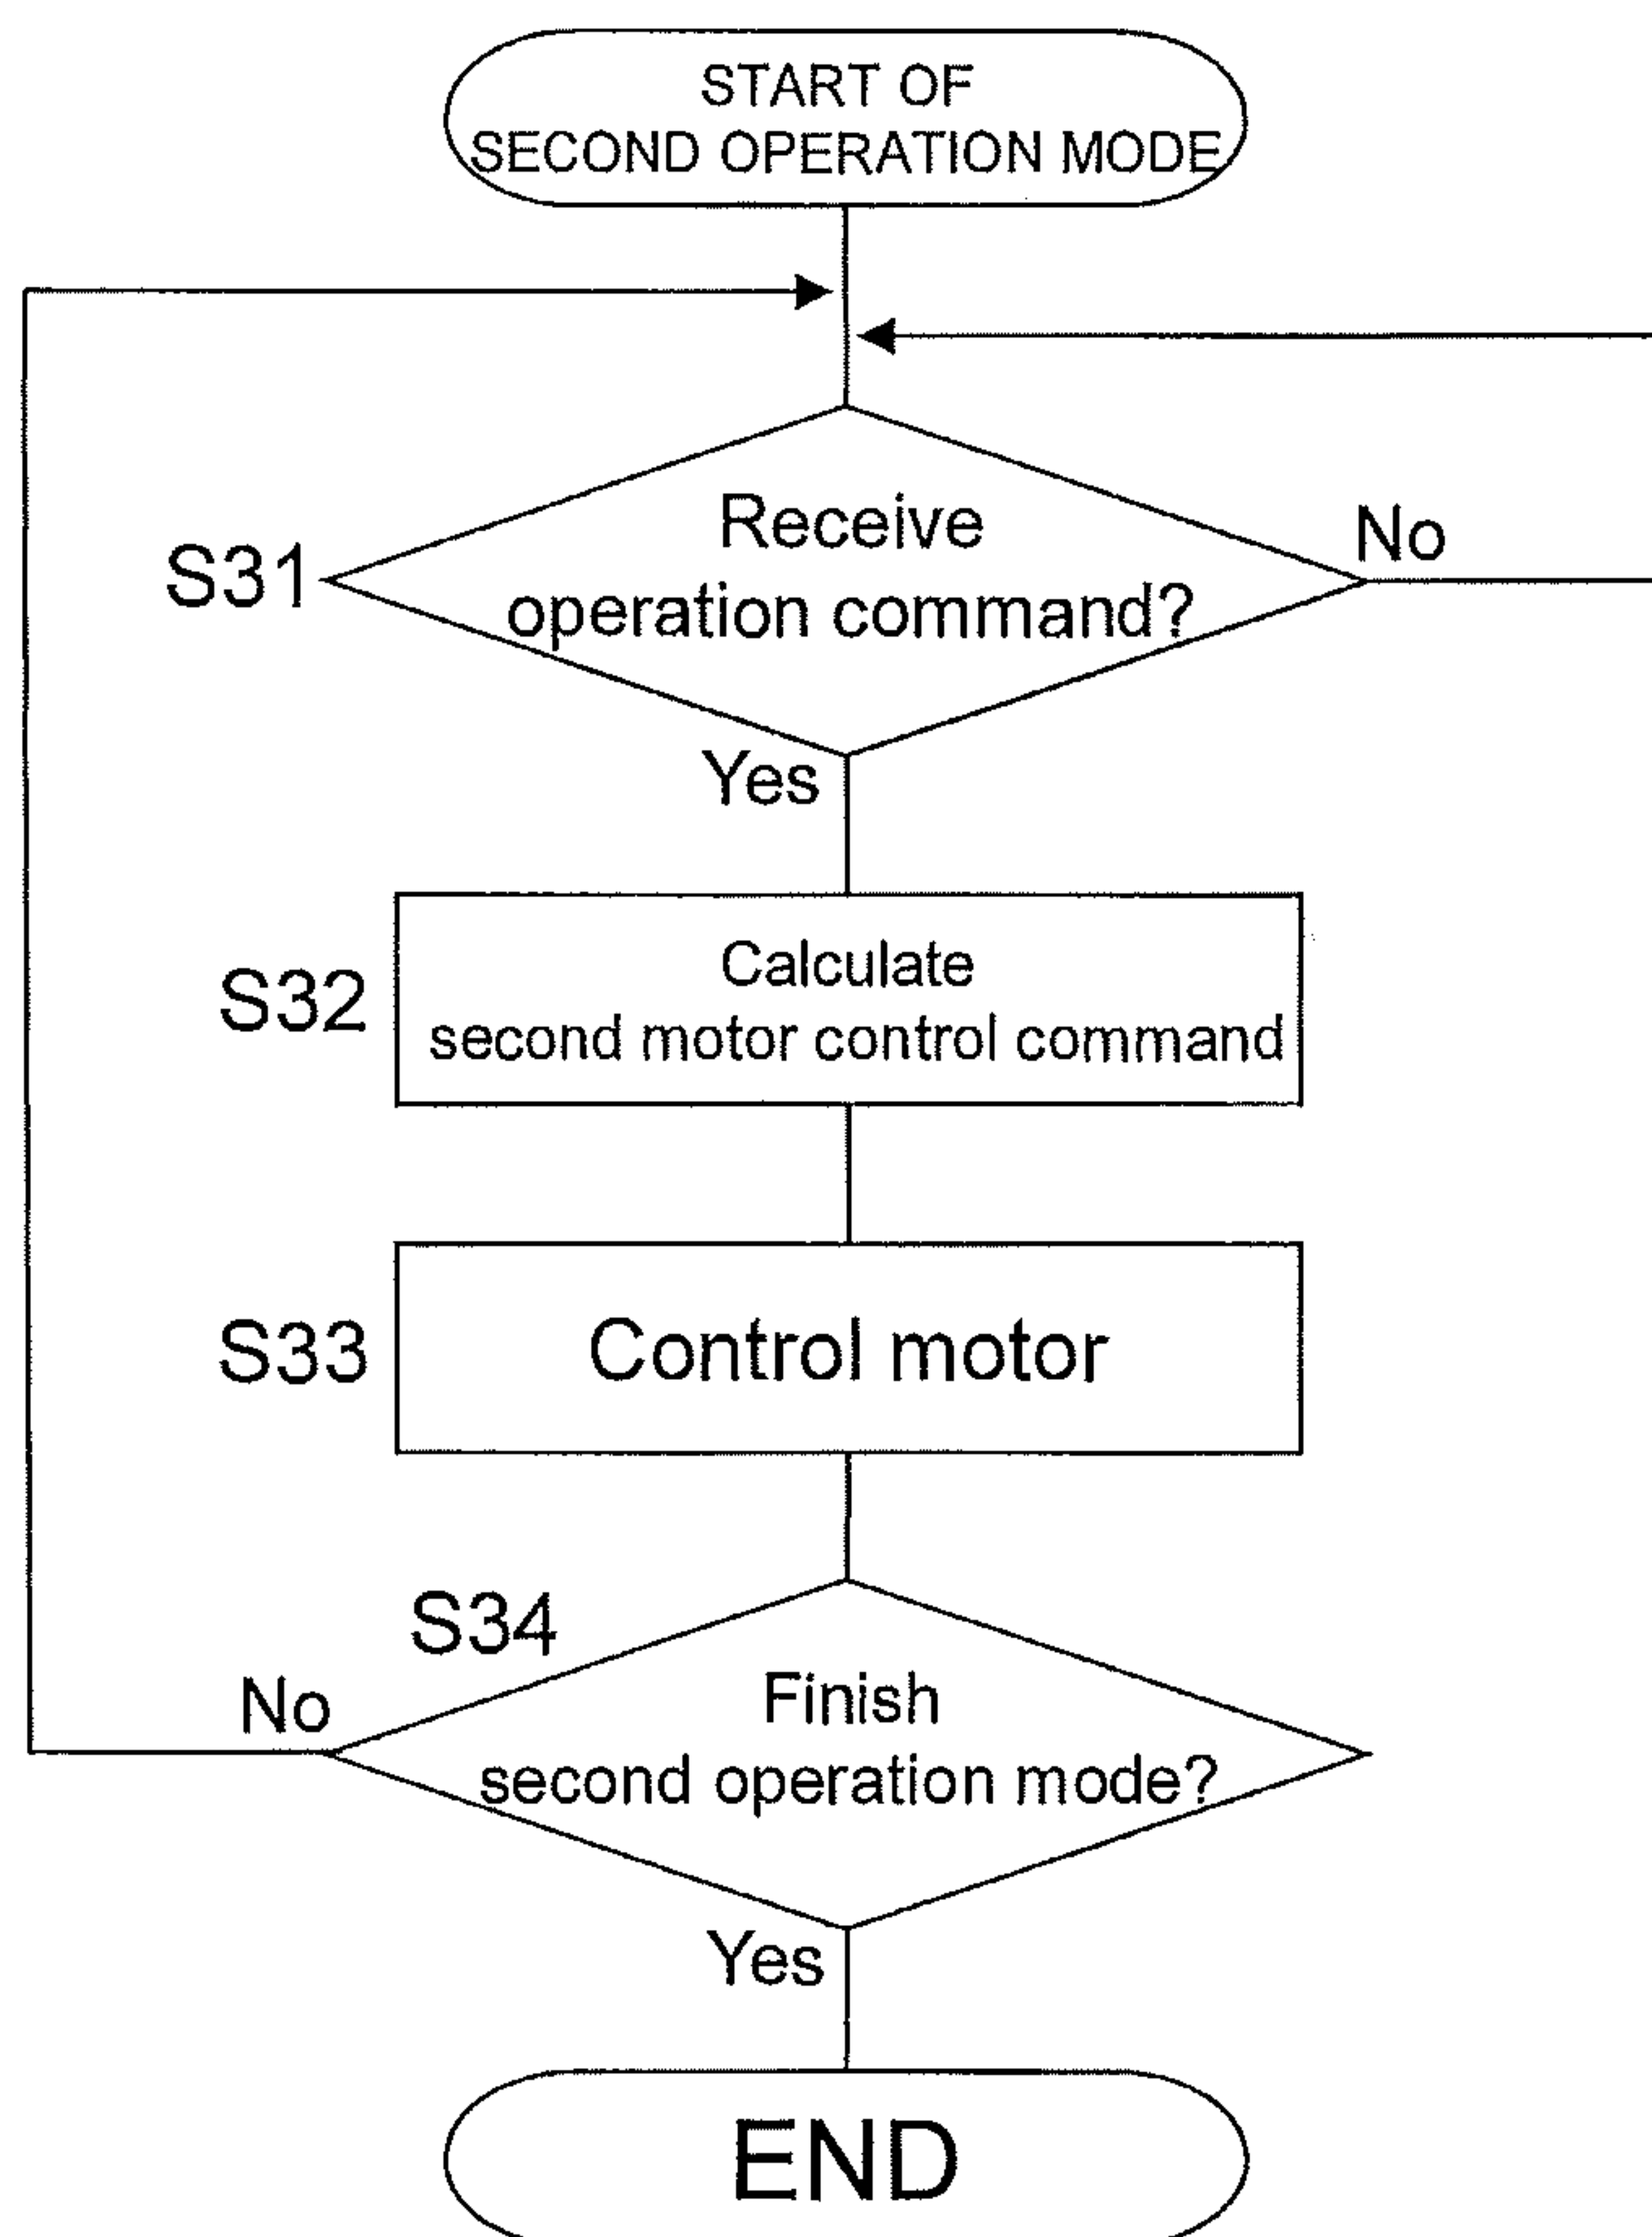 START OF
SECOND OPERATION MODE
Receive
operation command?
S31
No
Yes
S32
Calculate
second motor control command
S33
Control motor
S34
No
Finish
second operation mode?
Yes
END